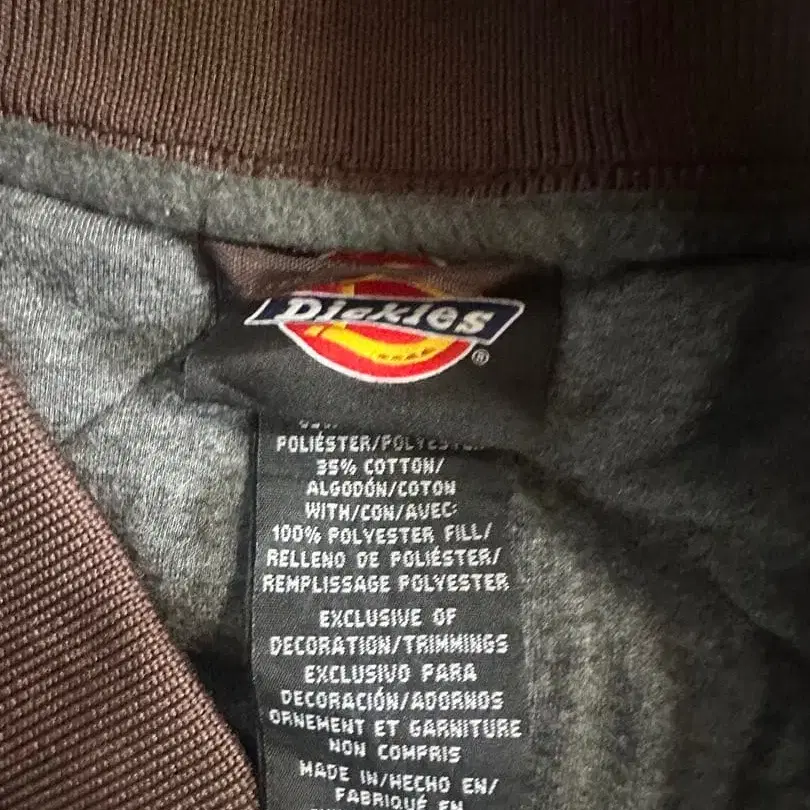 Dickies
®
POLIÉSTER/POLYESTER
35% COTTON/
ALGODÓN/COTON
WITH/CON/AVEC:
100% POLYESTER FILL/
RELLENO DE POLIÉSTER/
REMPLISSAGE POLYESTER
EXCLUSIVE OF
DECORATION/TRIMMINGS
EXCLUSIVO PARA
DECORACIÓN/ADORNOS
ORNEMENT ET GARNITURE
NON COMPRIS
MADE IN/HECHO EN/
FABRIQUÉ EN